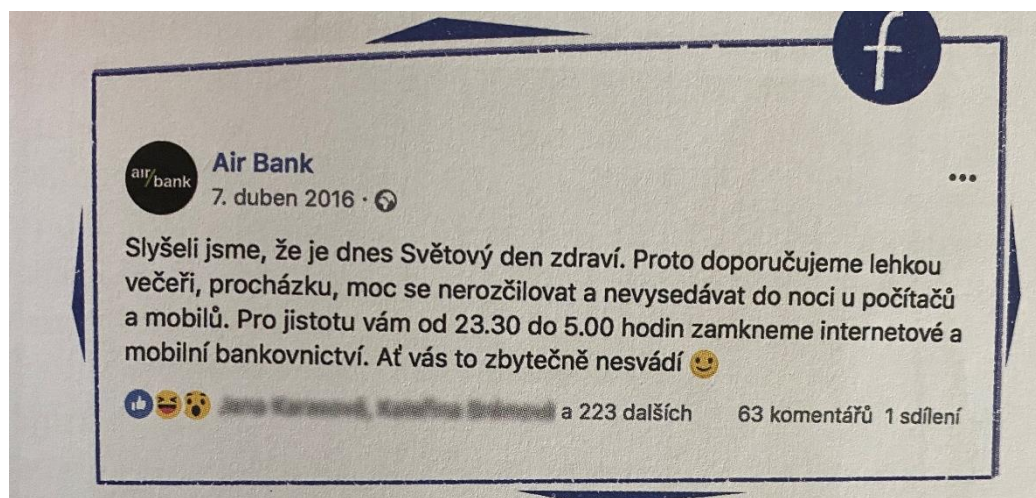 f
air/bank
Air Bank
7. duben 2016 ·
...
Slyšeli jsme, že je dnes Světový den zdraví. Proto doporučujeme lehkou
večeři, procházku, moc se nerozčilovat a nevysedávat do noci u počítačů
a mobilů. Pro jistotu vám od 23.30 do 5.00 hodin zamkneme internetové a
mobilní bankovnictví. Ať vás to zbytečně nesvádí 🙂
a 223 dalších 63 komentářů 1 sdílení